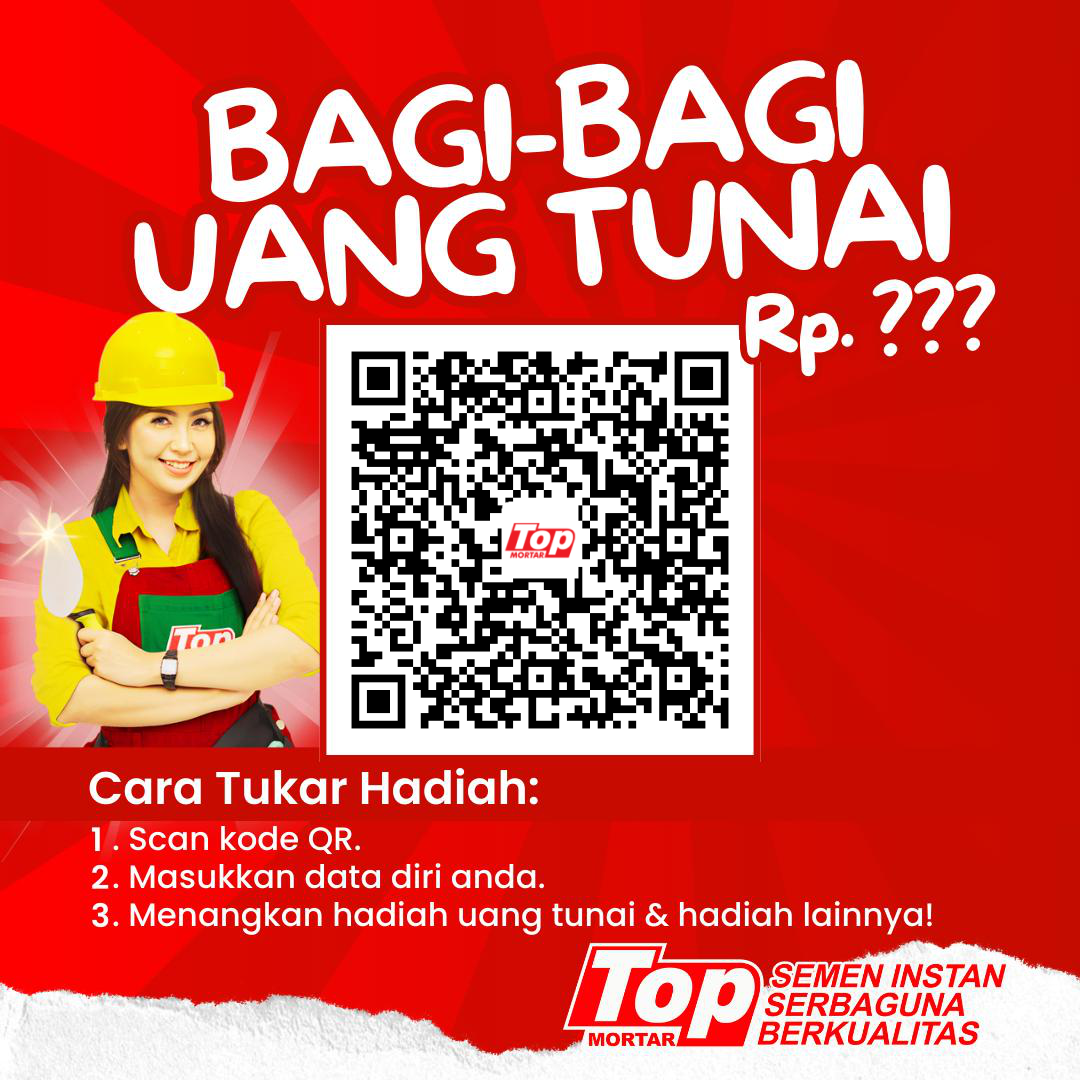 BAGI-BAGI
UANG TUNAI
Rp. ???
Top
MORTAR
Top
Cara Tukar Hadiah:
1. Scan kode QR.
2. Masukkan data diri anda.
3. Menangkan hadiah uang tunai & hadiah lainnya!
Top
MORTAR
SEMEN INSTAN
SERBAGUNA
BERKUALITAS